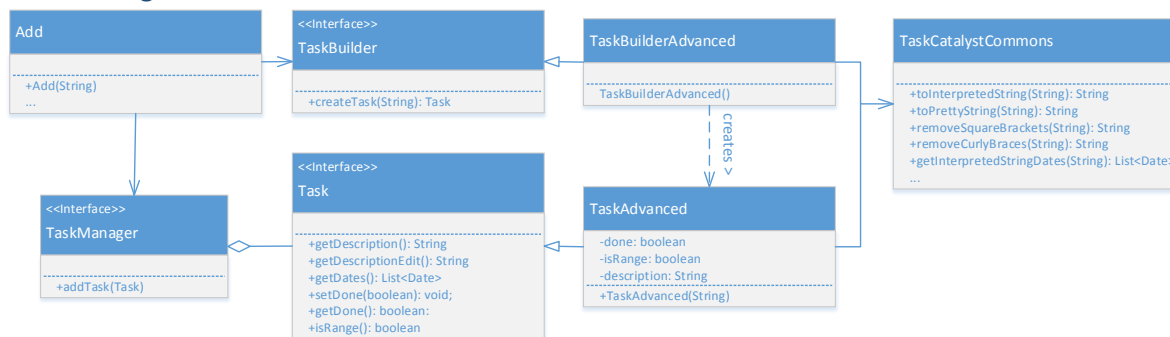 Add
+Add(String)
...
<<Interface>>
TaskBuilder
+createTask(String): Task
TaskBuilderAdvanced
TaskBuilderAdvanced()
TaskCatalystCommons
+toInterpretedString(String): String
+toPrettyString(String): String
+removeSquareBrackets(String): String
+removeCurlyBraces(String): String
+getInterpretedStringDates(String): List<Date>
...
creates >
<<Interface>>
TaskManager
+addTask(Task)
<<Interface>>
Task
+getDescription(): String
+getDescriptionEdit(): String
+getDates(): List<Date>
+setDone(boolean): void;
+getDone(): boolean:
+isRange(): boolean
TaskAdvanced
-done: boolean
-isRange: boolean
-description: String
+TaskAdvanced(String)